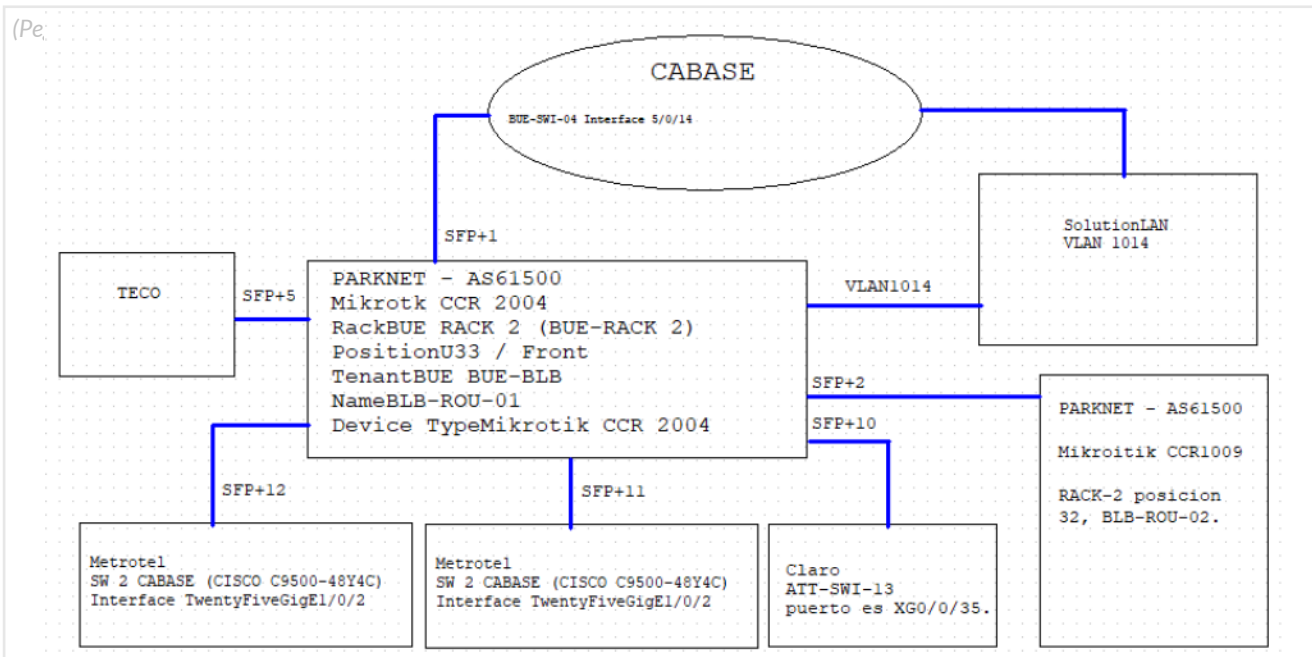 (Pe
CABASE
BUE-SWI-04 Interface 5/0/14
SFP+1
SolutionLAN
VLAN 1014
TECO
SFP+5
PARKNET - AS61500
Mikrotk CCR 2004
RackBUE RACK 2 (BUE-RACK 2)
PositionU33 / Front
TenantBUE BUE-BLB
NameBLB-ROU-01
Device TypeMikrotik CCR 2004
VLAN1014
SFP+2
SFP+10
PARKNET - AS61500
Mikroitik CCR1009
RACK-2 posicion
32, BLB-ROU-02.
SFP+12
SFP+11
Metrotel
SW 2 CABASE (CISCO C9500-48Y4C)
Interface TwentyFiveGigE1/0/2
Metrotel
SW 2 CABASE (CISCO C9500-48Y4C)
Interface TwentyFiveGigE1/0/2
Claro
ATT-SWI-13
puerto es XG0/0/35.